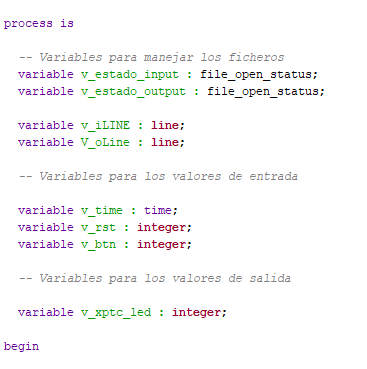 process is
-- Variables para manejar los ficheros
variable v_estado_input : file_open_status;
variable v_estado_output : file_open_status;
variable v_iLINE : line;
variable V_oLine : line;
-- Variables para los valores de entrada
variable v_time : time;
variable v_rst : integer;
variable v_btn : integer;
-- Variables para los valores de salida
variable v_xptc_led : integer;
begin